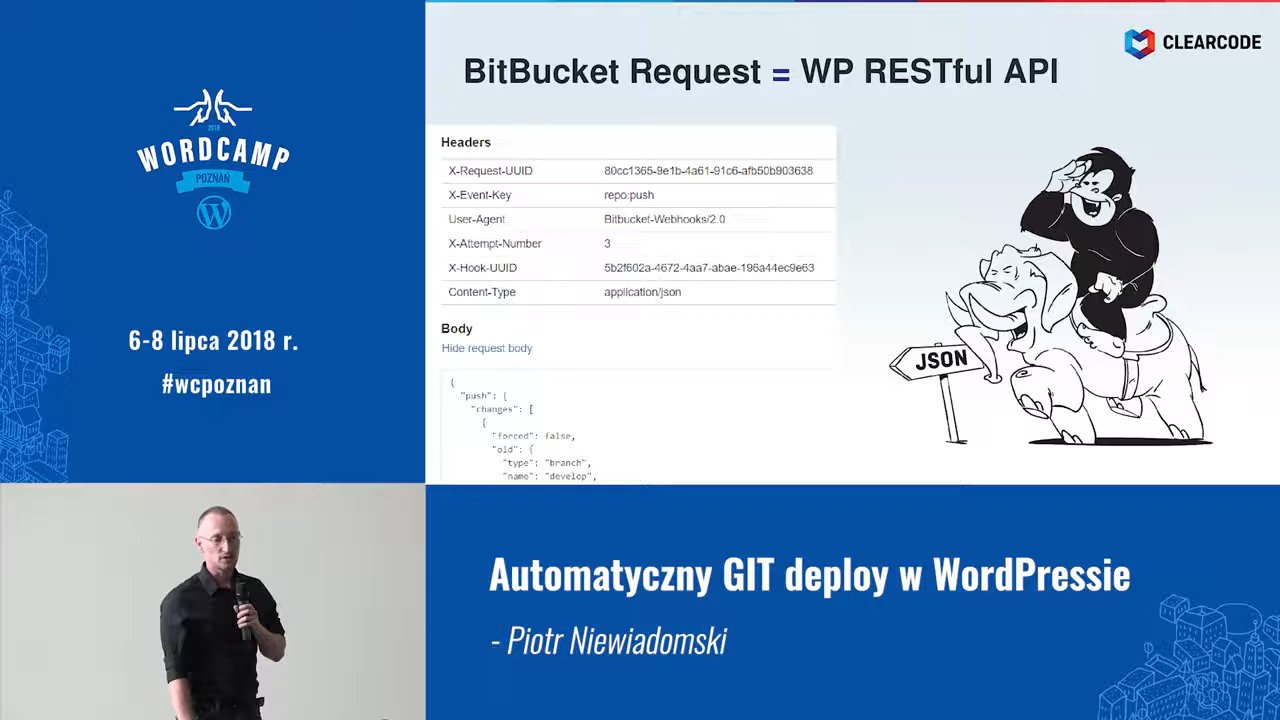 2018
WORDCAMP
POZNAŃ
6-8 lipca 2018 r.
#wcpoznan
CLEARCODE
BitBucket Request = WP RESTful API
Headers
X-Request-UUID 80cc1365-9e1b-4a61-91c6-afb50b903638
X-Event-Key repo:push
User-Agent Bitbucket-Webhooks/2.0
X-Attempt-Number 3
X-Hook-UUID 5b2f602a-4672-4aa7-abae-196a44ec9e63
Content-Type application/json
Body
Hide request body
{
"push": {
"changes": [
{
"forced": false,
"old": {
"type": "branch",
"name": "develop",
JSON
Automatyczny GIT deploy w WordPressie
- Piotr Niewiadomski